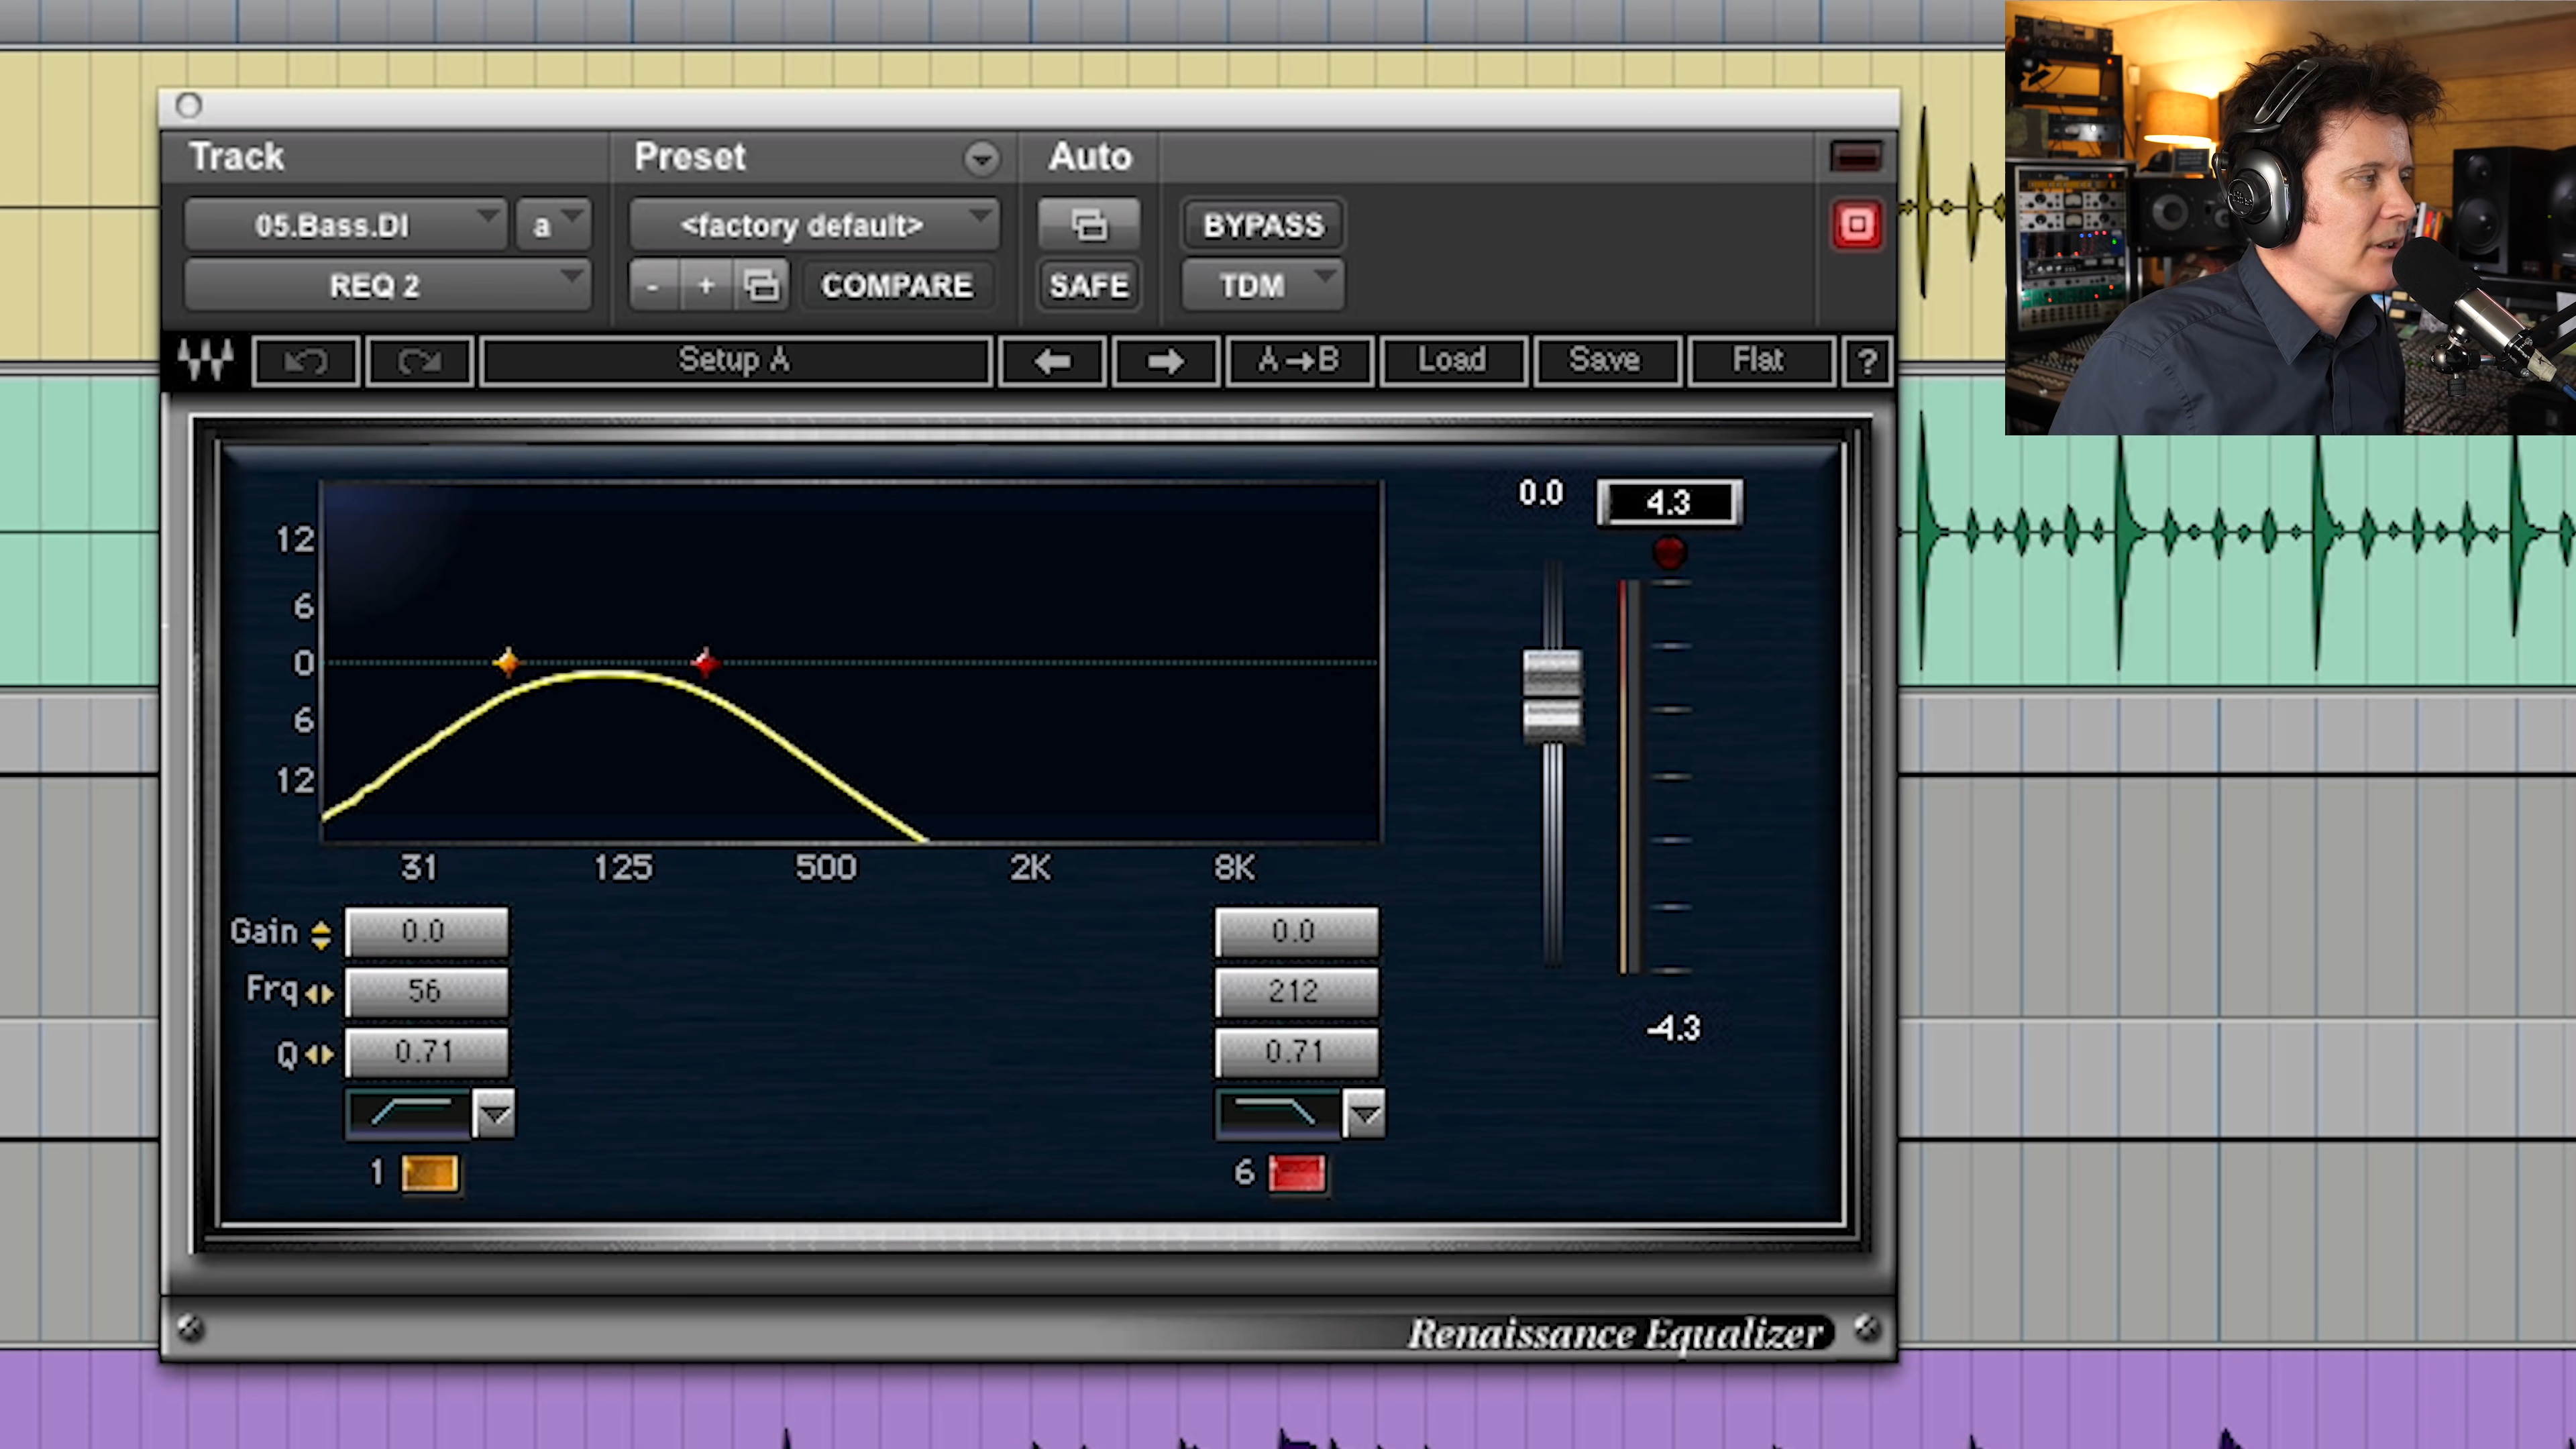 Track Preset Auto
05.Bass.DI a <factory default> BYPASS
REQ 2 - + COMPARE SAFE TDM
Setup A A→B Load Save Flat ?
0.0 4.3
12
6
0
6
12
31 125 500 2K 8K
Gain 0.0 0.0
Frq 56 212
-4.3
Q 0.71 0.71
1 6
Renaissance Equalizer